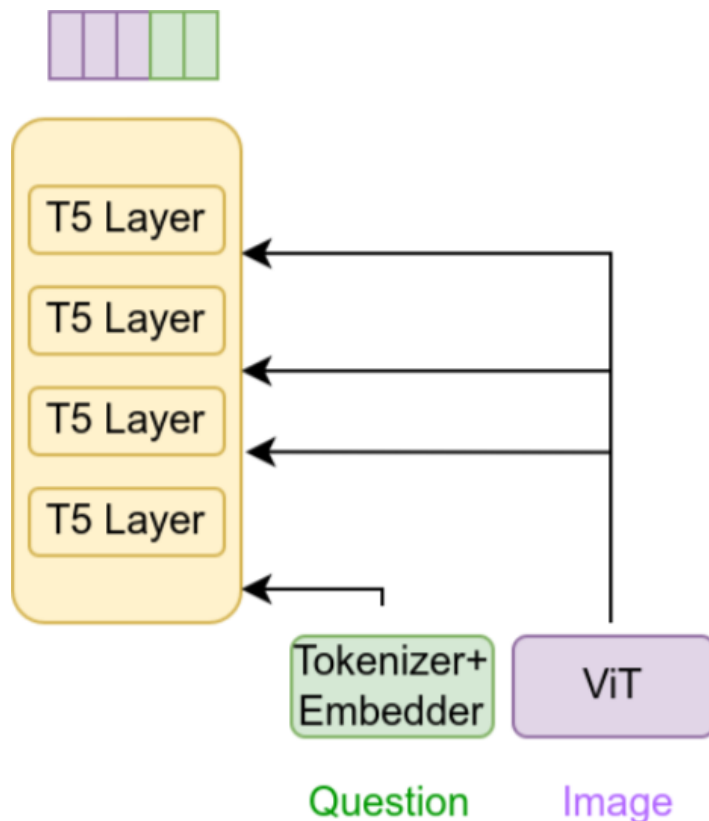 T5 Layer
T5 Layer
T5 Layer
T5 Layer
Tokenizer+
Embedder
ViT
Question
Image